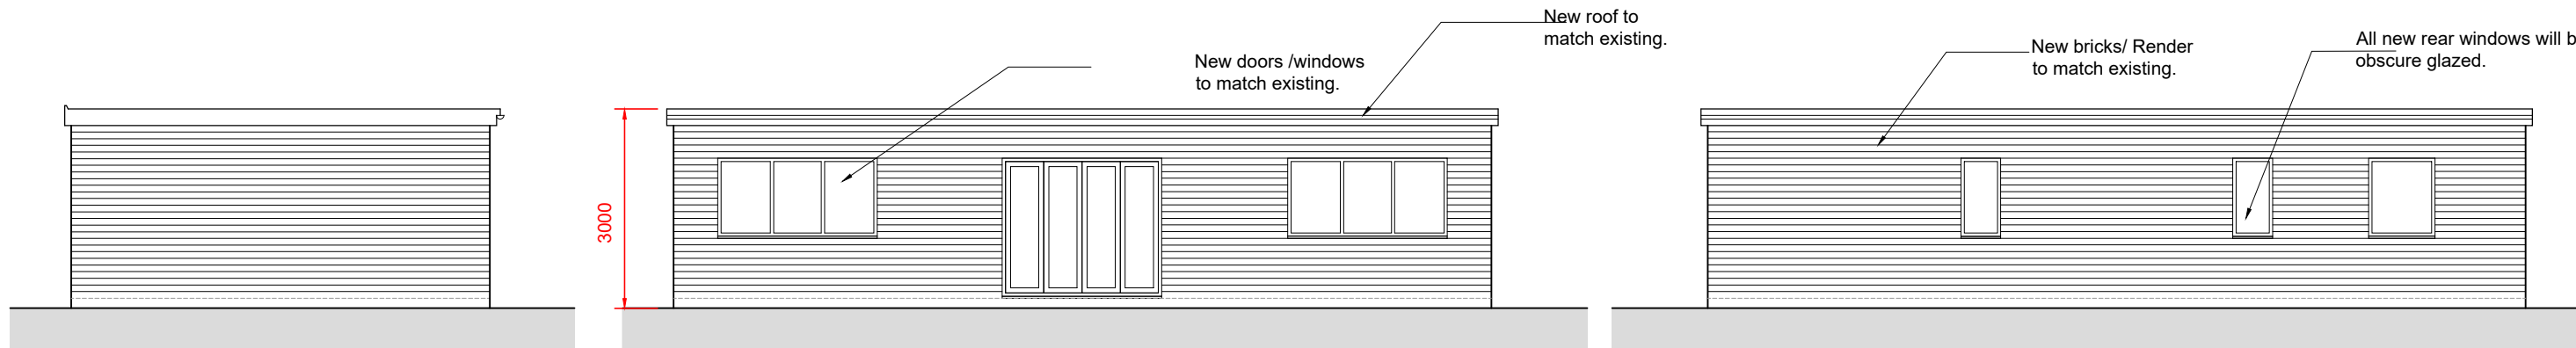 New roof to
match existing.
New doors /windows
to match existing.
New bricks/ Render
to match existing.
All new rear windows will b
obscure glazed.
3000